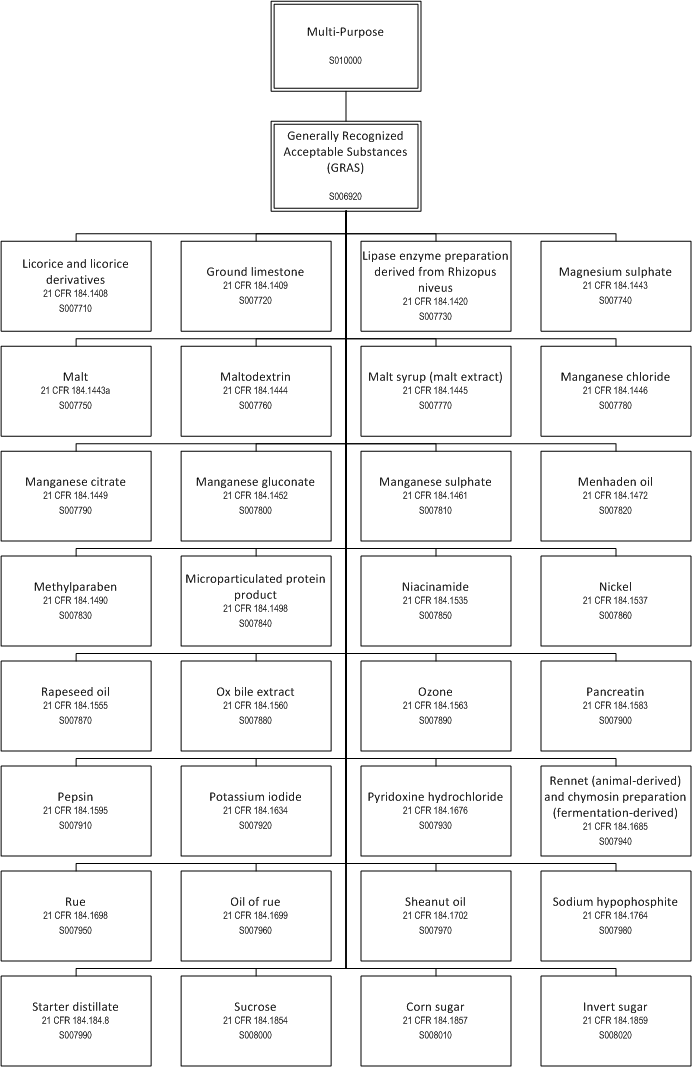 Multi-Purpose
S010000
Generally Recognized
Acceptable Substances
(GRAS)
S006920
Licorice and licorice
derivatives
21 CFR 184.1408
S007710
Ground limestone
21 CFR 184.1409
S007720
Lipase enzyme preparation
derived from Rhizopus
niveus
21 CFR 184.1420
S007730
Magnesium sulphate
21 CFR 184.1443
S007740
Malt
21 CFR 184.1443a
S007750
Maltodextrin
21 CFR 184.1444
S007760
Malt syrup (malt extract)
21 CFR 184.1445
S007770
Manganese chloride
21 CFR 184.1446
S007780
Manganese citrate
21 CFR 184.1449
S007790
Manganese gluconate
21 CFR 184.1452
S007800
Manganese sulphate
21 CFR 184.1461
S007810
Menhaden oil
21 CFR 184.1472
S007820
Methylparaben
21 CFR 184.1490
S007830
Microparticulated protein
product
21 CFR 184.1498
S007840
Niacinamide
21 CFR 184.1535
S007850
Nickel
21 CFR 184.1537
S007860
Rapeseed oil
21 CFR 184.1555
S007870
Ox bile extract
21 CFR 184.1560
S007880
Ozone
21 CFR 184.1563
S007890
Pancreatin
21 CFR 184.1583
S007900
Pepsin
21 CFR 184.1595
S007910
Potassium iodide
21 CFR 184.1634
S007920
Pyridoxine hydrochloride
21 CFR 184.1676
S007930
Rennet (animal-derived)
and chymosin preparation
(fermentation-derived)
21 CFR 184.1685
S007940
Rue
21 CFR 184.1698
S007950
Oil of rue
21 CFR 184.1699
S007960
Sheanut oil
21 CFR 184.1702
S007970
Sodium hypophosphite
21 CFR 184.1764
S007980
Starter distillate
21 CFR 184.184.8
S007990
Sucrose
21 CFR 184.1854
S008000
Corn sugar
21 CFR 184.1857
S008010
Invert sugar
21 CFR 184.1859
S008020